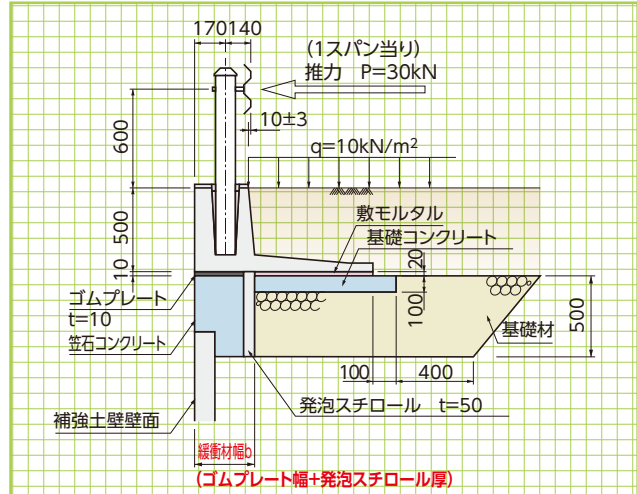 170 140
(1スパン当り)
推力 P=30kN
10±3
600
q=10kN/m²
500
敷モルタル
基礎コンクリート
10
20
ゴムプレート
t=10
100
500
笠石コンクリート
基礎材
100
400
発泡スチロール t=50
補強土壁壁面
緩衝材幅b
(ゴムプレート幅+発泡スチロール厚)